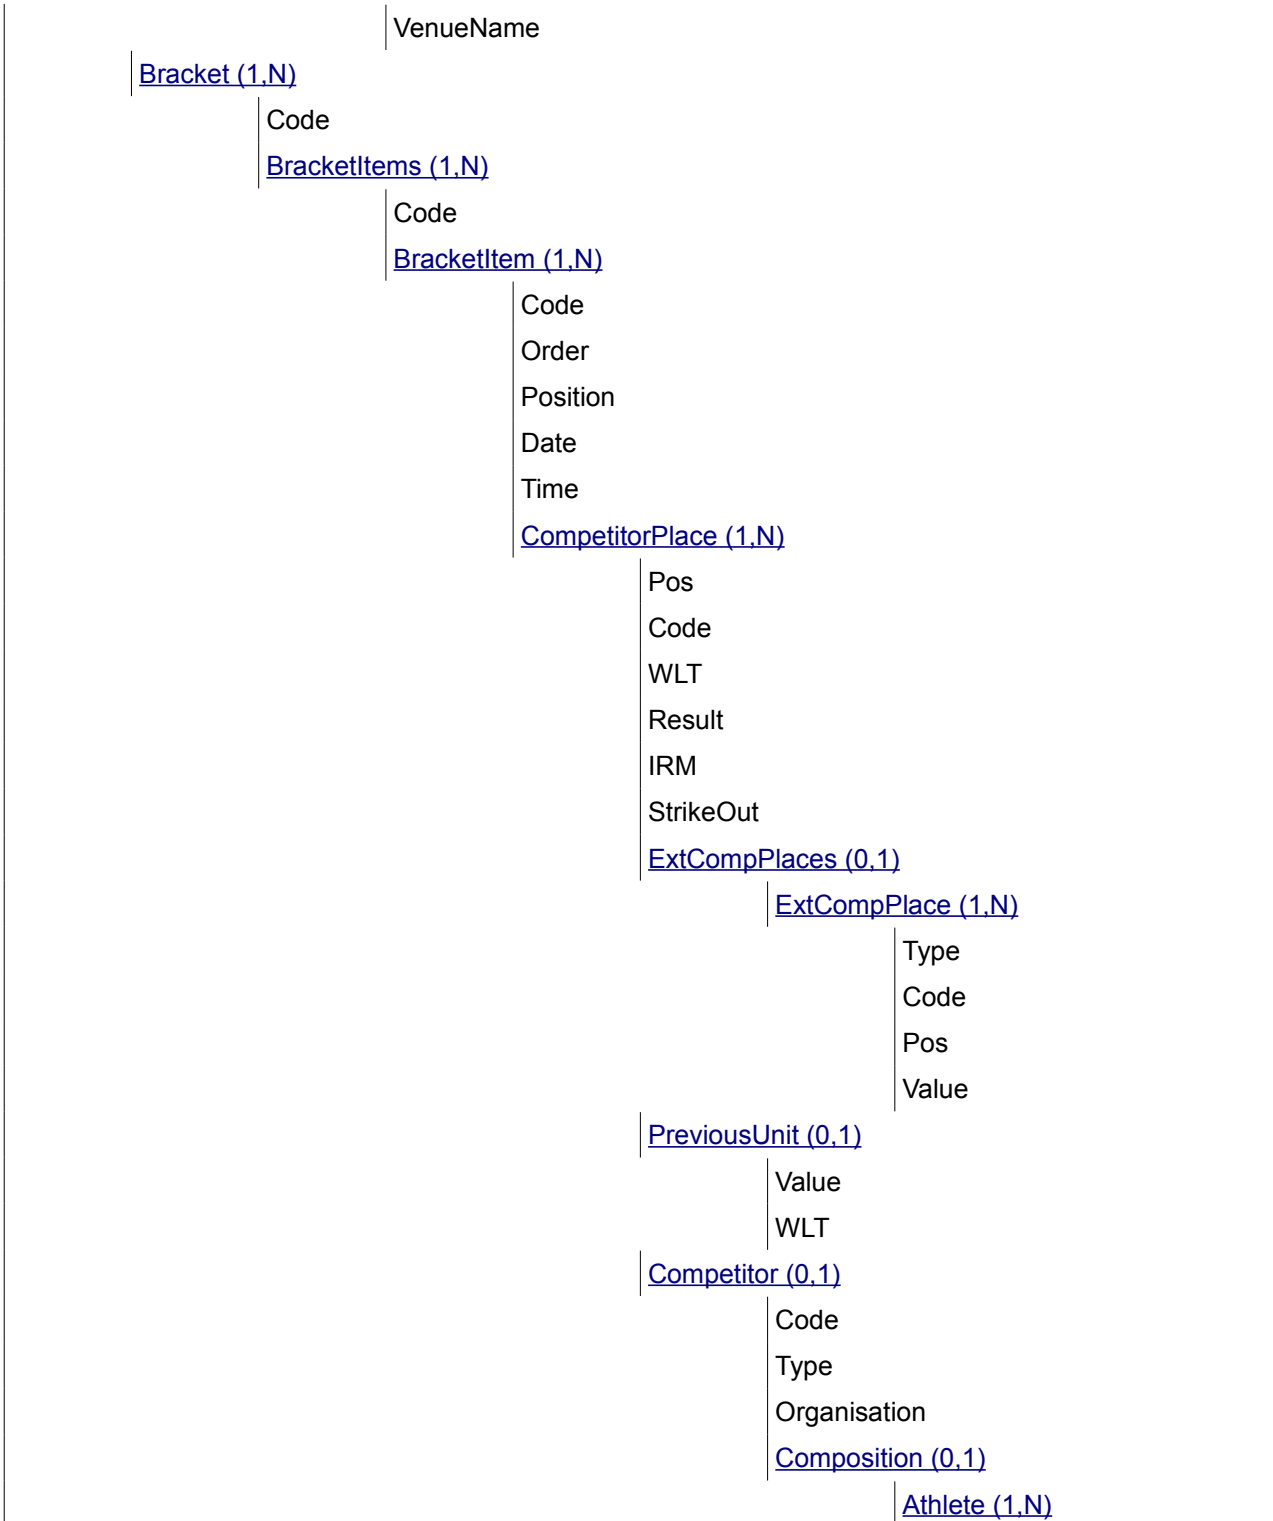 VenueName
Bracket (1,N)
Code
BracketItems (1,N)
Code
BracketItem (1,N)
Code
Order
Position
Date
Time
CompetitorPlace (1,N)
Pos
Code
WLT
Result
IRM
StrikeOut
ExtCompPlaces (0,1)
ExtCompPlace (1,N)
Type
Code
Pos
Value
PreviousUnit (0,1)
Value
WLT
Competitor (0,1)
Code
Type
Organisation
Composition (0,1)
Athlete (1,N)